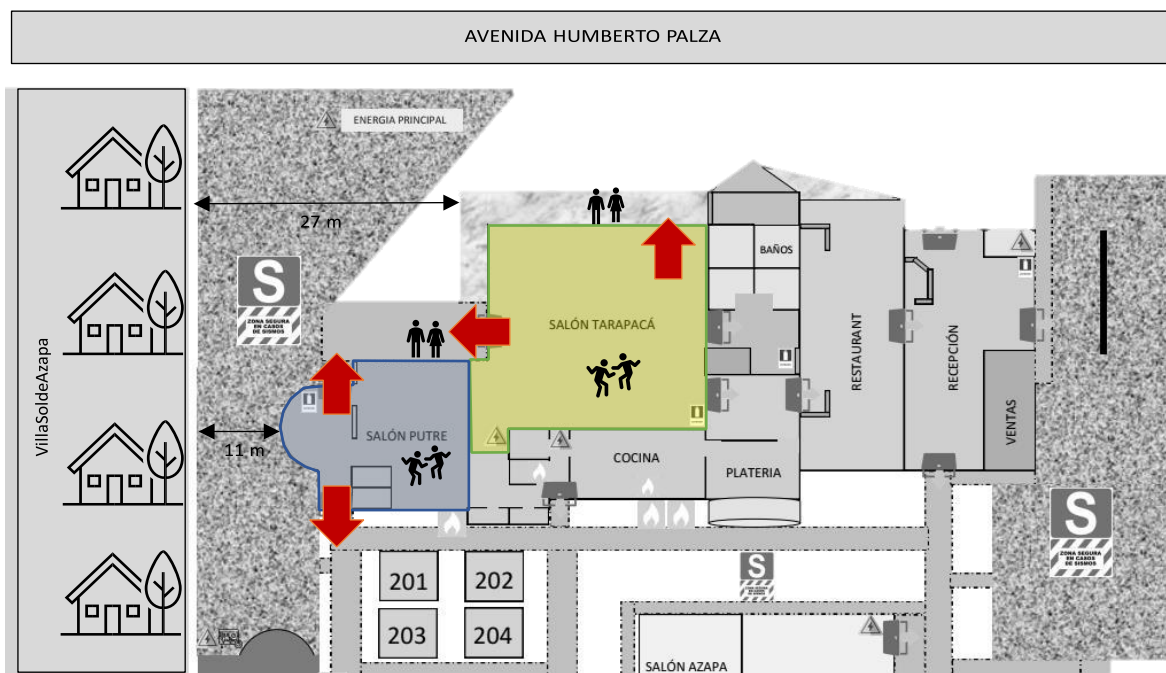 AVENIDA HUMBERTO PALZA
ENERGIA PRINCIPAL
27 m
BAÑOS
S
ZONA SEGURA
EN CASOS
DE SISMOS
SALÓN TARAPACÁ
RESTAURANT
RECEPCIÓN
VillaSoldeAzapa
11 m
SALÓN PUTRE
VENTAS
COCINA
PLATERIA
S
ZONA SEGURA
EN CASOS
DE SISMOS
S
201
202
203
204
SALÓN AZAPA